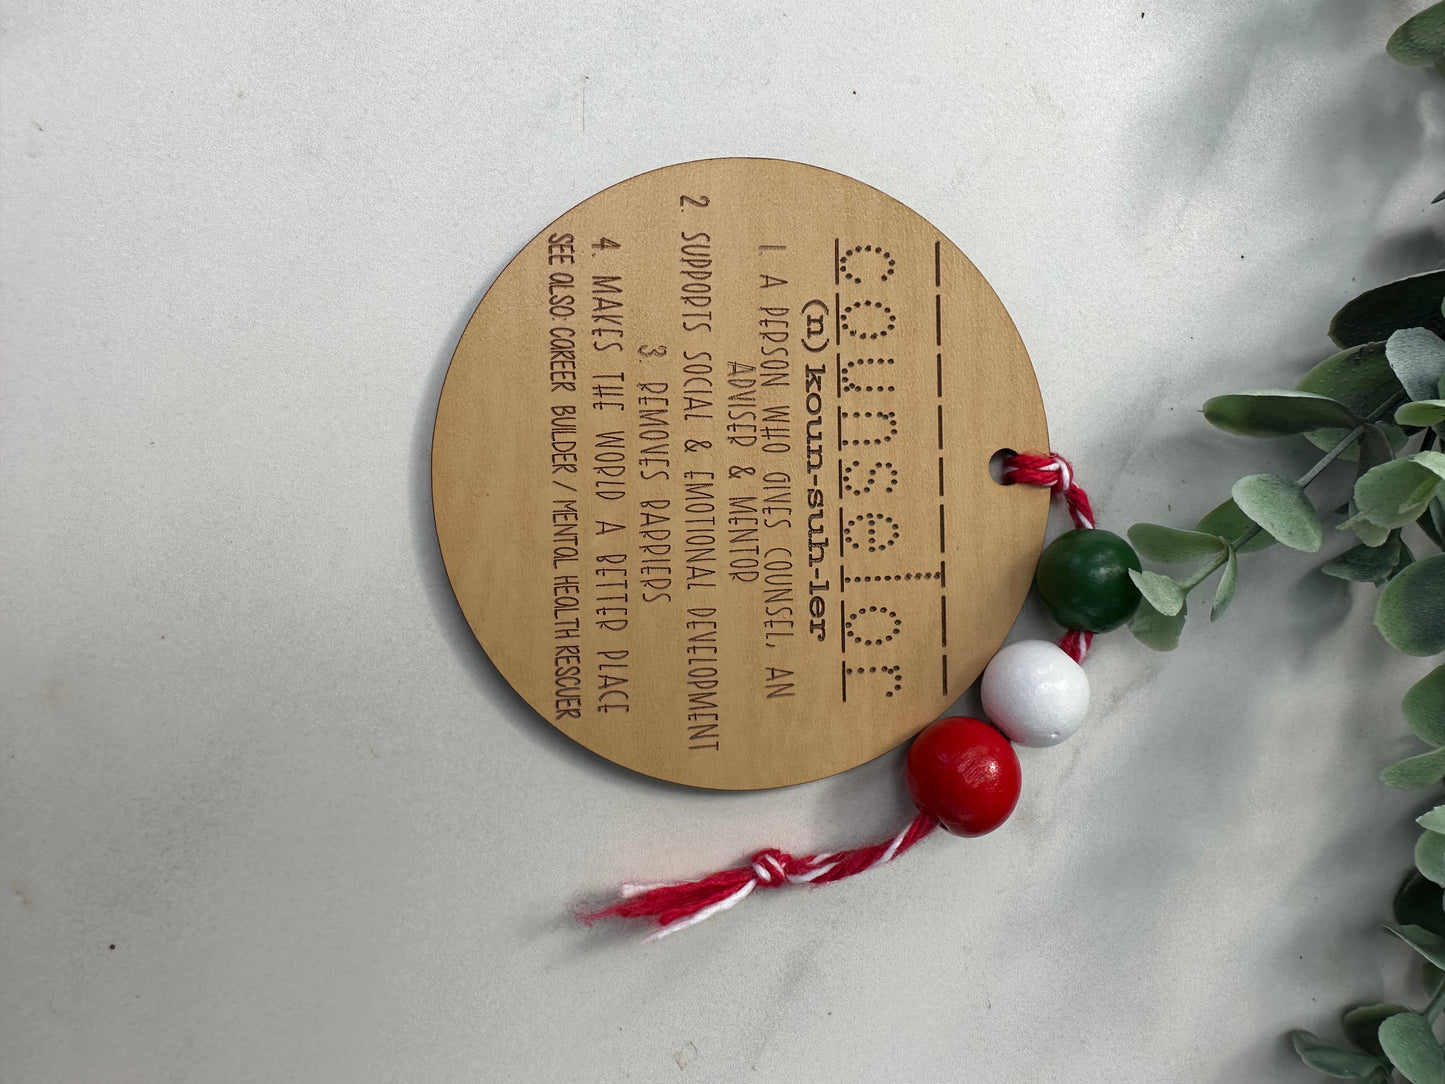 counselor
(n) koun-suh-ler
1. A PERSON WHO GIVES COUNSEL, AN
ADVISER & MENTOR
2. SUPPORTS SOCIAL & EMOTIONAL DEVELOPMENT
3. REMOVES BARRIERS
4. MAKES THE WORLD A BETTER PLACE
SEE ALSO: CAREER BUILDER / MENTAL HEALTH RESCUER